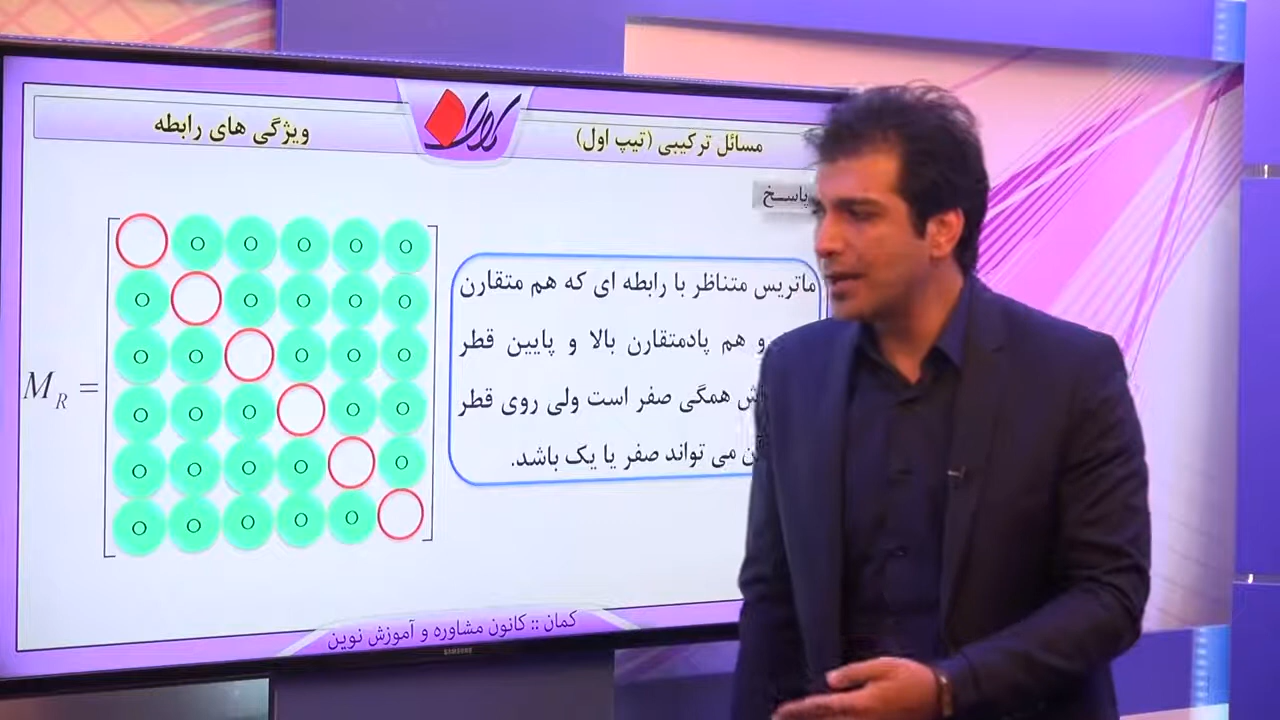 مسائل ترکیبی (تیپ اول)
ویژگی های رابطه
پاسخ
ماتریس متناظر با رابطه ای که هم متقارن
و هم پادمتقارن بالا و پایین قطر
همگی صفر است ولی روی قطر
می تواند صفر یا یک باشد.
M_R =
o o o o o
o o o o o
o o o o o
o o o o o
o o o o o
o o o o o
کمان :: کانون مشاوره و آموزش نوین
SAMSUNG